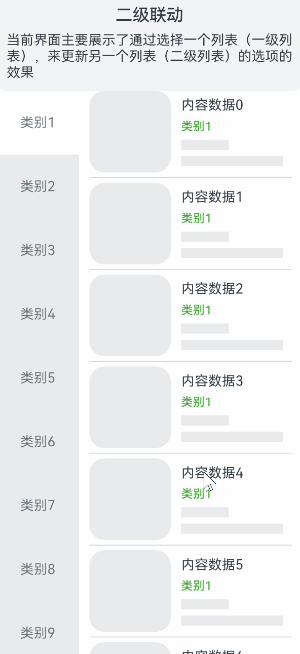 二级联动
当前界面主要展示了通过选择一个列表（一级列
表），来更新另一个列表（二级列表）的选项的
效果
类别1
类别2
类别3
类别4
类别5
类别6
类别7
类别8
类别9
内容数据0
类别1
内容数据1
类别1
内容数据2
类别1
内容数据3
类别1
内容数据4
类别1
内容数据5
类别1